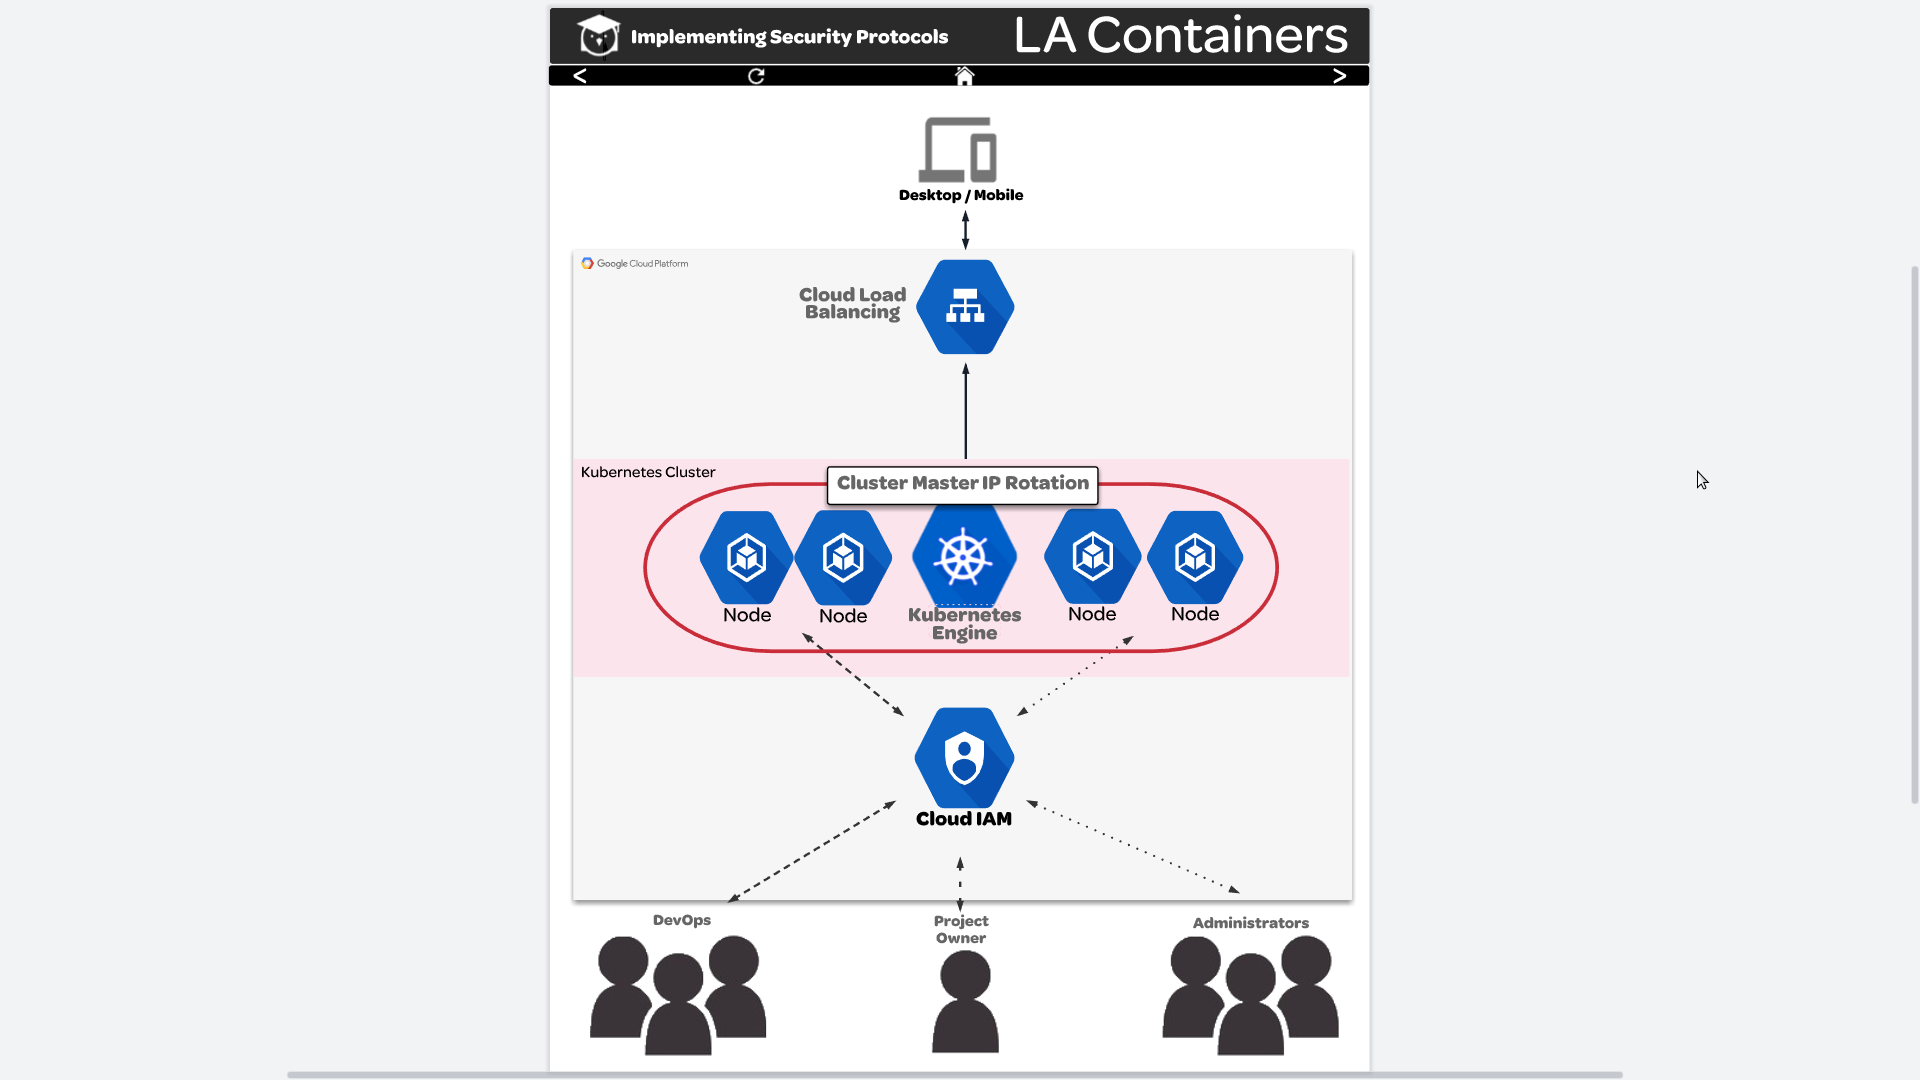 Implementing Security Protocols
LA Containers
Desktop / Mobile
Google Cloud Platform
Cloud Load
Balancing
Kubernetes Cluster
Cluster Master IP Rotation
Node
Node
Kubernetes
Engine
Node
Node
Cloud IAM
DevOps
Project
Owner
Administrators